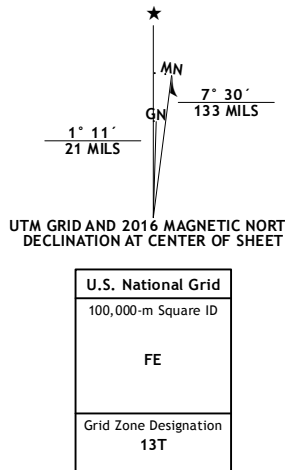 ★
MN
7° 30´
133 MILS
GN
1° 11´
21 MILS
UTM GRID AND 2016 MAGNETIC NORT
DECLINATION AT CENTER OF SHEET
U.S. National Grid
100,000-m Square ID
FE
Grid Zone Designation
13T